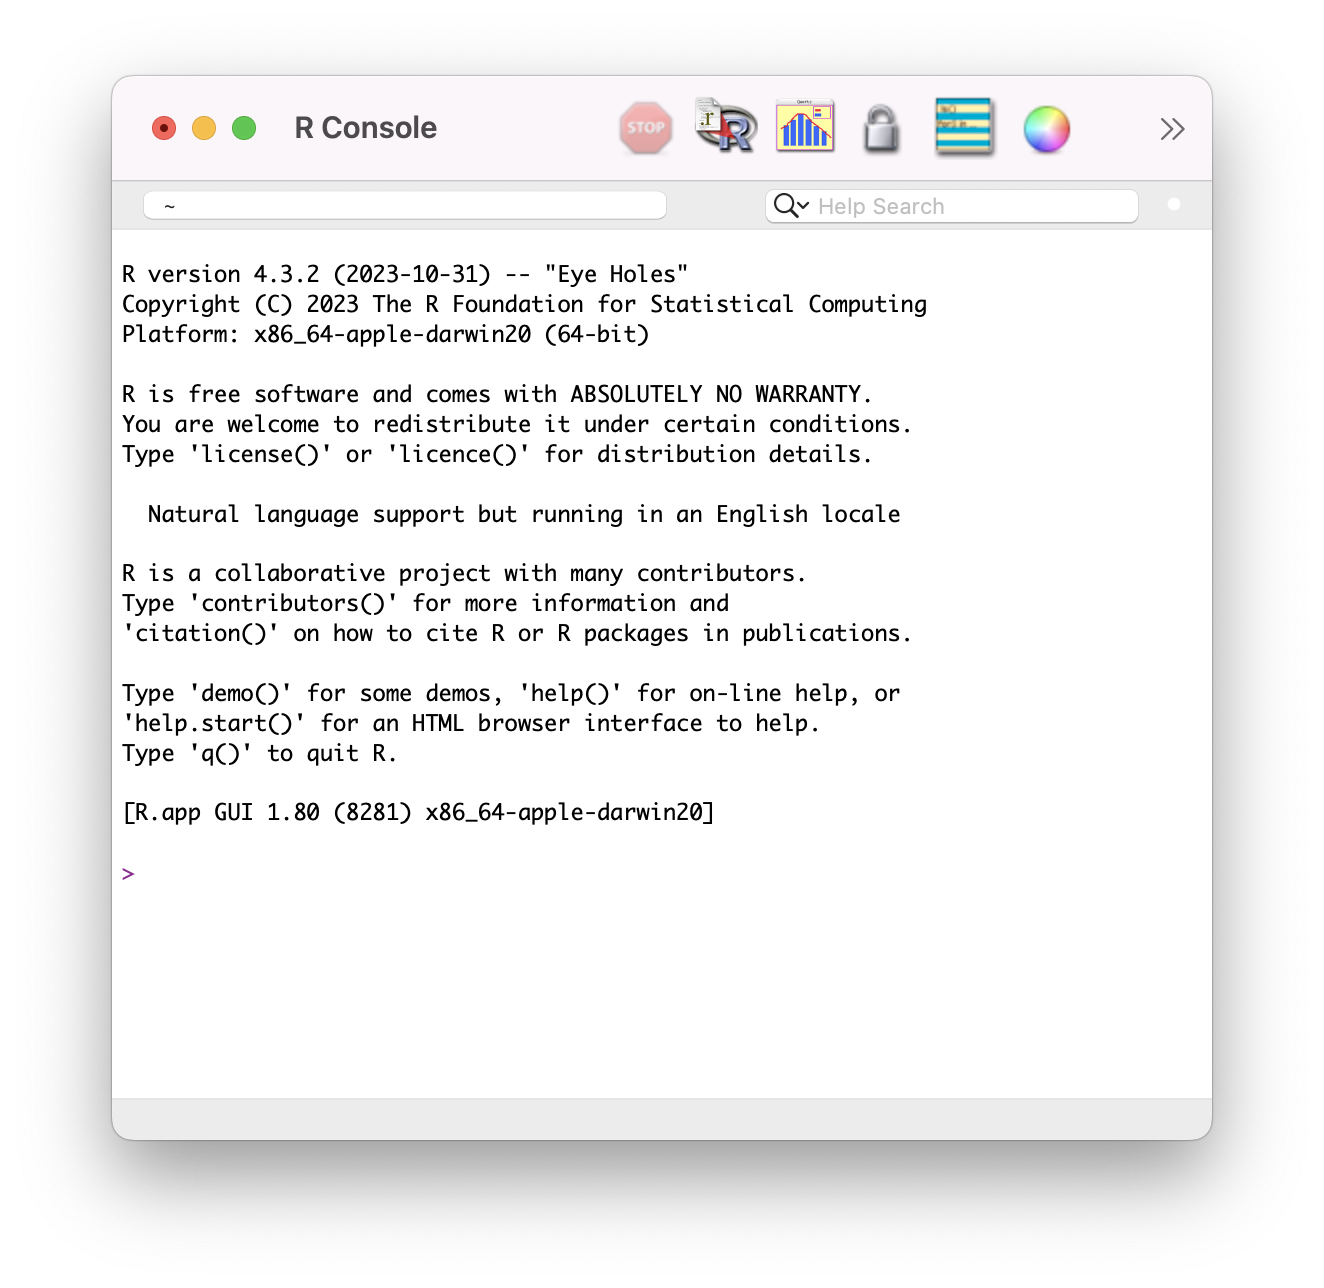 R Console
STOP
~
Help Search
R version 4.3.2 (2023-10-31) -- "Eye Holes"
Copyright (C) 2023 The R Foundation for Statistical Computing
Platform: x86_64-apple-darwin20 (64-bit)
R is free software and comes with ABSOLUTELY NO WARRANTY.
You are welcome to redistribute it under certain conditions.
Type 'license()' or 'licence()' for distribution details.
Natural language support but running in an English locale
R is a collaborative project with many contributors.
Type 'contributors()' for more information and
'citation()' on how to cite R or R packages in publications.
Type 'demo()' for some demos, 'help()' for on-line help, or
'help.start()' for an HTML browser interface to help.
Type 'q()' to quit R.
[R.app GUI 1.80 (8281) x86_64-apple-darwin20]
>